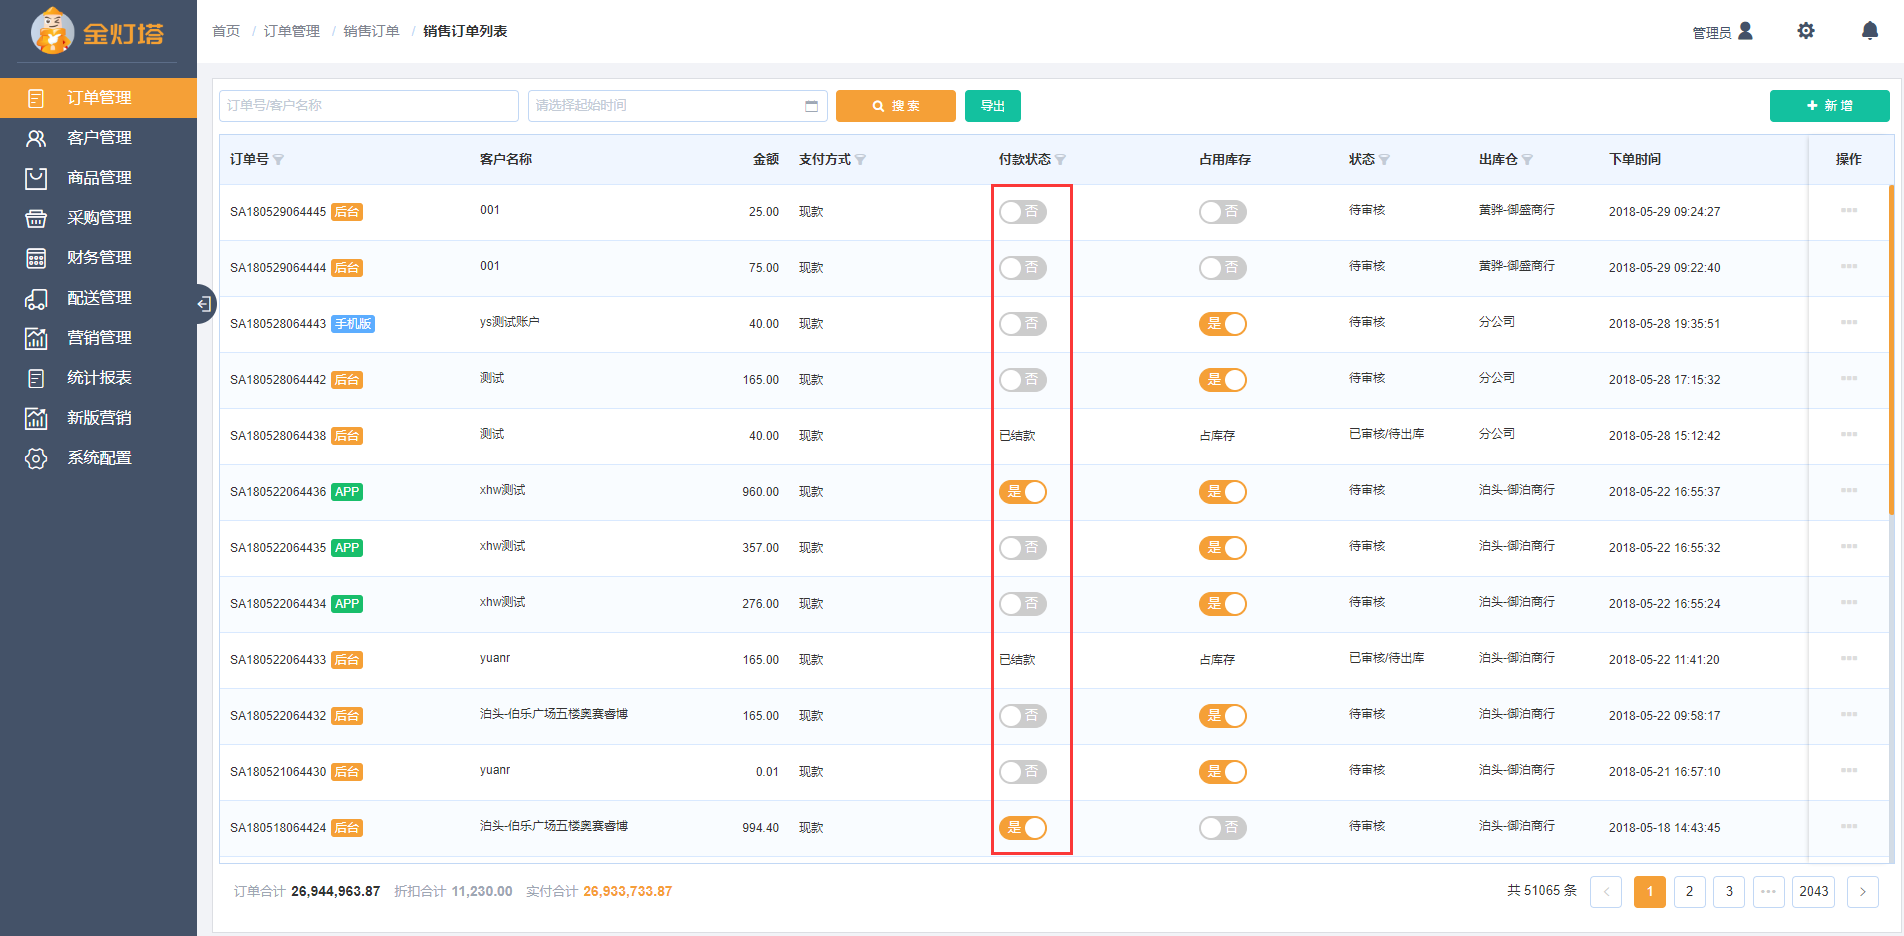 金灯塔
首页 / 订单管理 / 销售订单 / 销售订单列表
管理员
订单管理
客户管理
商品管理
采购管理
财务管理
配送管理
营销管理
统计报表
新版营销
系统配置
订单号/客户名称 请选择起始时间 搜 索 导出 新 增
订单号 客户名称 金额 支付方式 付款状态 占用库存 状态 出库仓 下单时间 操作
SA180529064445 后台 001 25.00 现款 否 否 待审核 黄骅-御盛商行 2018-05-29 09:24:27
SA180529064444 后台 001 75.00 现款 否 否 待审核 黄骅-御盛商行 2018-05-29 09:22:40
SA180528064443 手机版 ys测试账户 40.00 现款 否 是 待审核 分公司 2018-05-28 19:35:51
SA180528064442 后台 测试 165.00 现款 否 是 待审核 分公司 2018-05-28 17:15:32
SA180528064438 后台 测试 40.00 现款 已结款 占库存 已审核/待出库 分公司 2018-05-28 15:12:42
SA180522064436 APP xhw测试 960.00 现款 是 是 待审核 泊头-御泊商行 2018-05-22 16:55:37
SA180522064435 APP xhw测试 357.00 现款 否 是 待审核 泊头-御泊商行 2018-05-22 16:55:32
SA180522064434 APP xhw测试 276.00 现款 否 是 待审核 泊头-御泊商行 2018-05-22 16:55:24
SA180522064433 后台 yuanr 165.00 现款 已结款 占库存 已审核/待出库 泊头-御泊商行 2018-05-22 11:41:20
SA180522064432 后台 泊头-伯乐广场五楼奥赛睿博 165.00 现款 否 是 待审核 泊头-御泊商行 2018-05-22 09:58:17
SA180521064430 后台 yuanr 0.01 现款 否 是 待审核 泊头-御泊商行 2018-05-21 16:57:10
SA180518064424 后台 泊头-伯乐广场五楼奥赛睿博 994.40 现款 是 否 待审核 泊头-御泊商行 2018-05-18 14:43:45
订单合计 26,944,963.87 折扣合计 11,230.00 实付合计 26,933,733.87
共 51065 条 < 1 2 3 ••• 2043 >